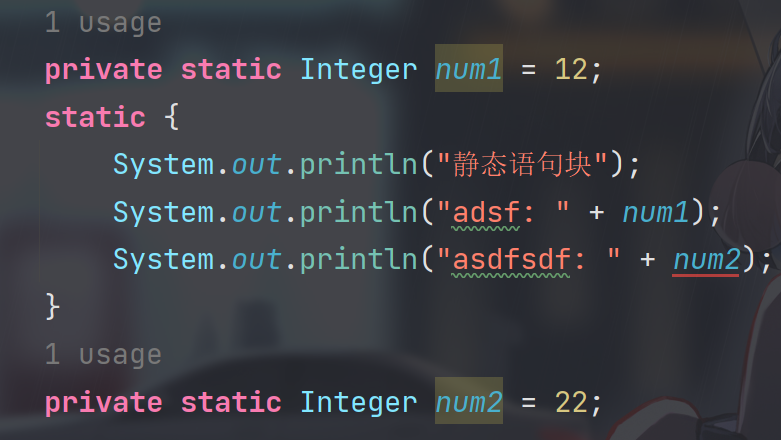 1 usage
private static Integer num1 = 12;
static {
    System.out.println("静态语句块");
    System.out.println("adsf: " + num1);
    System.out.println("asdfsdf: " + num2);
}
1 usage
private static Integer num2 = 22;